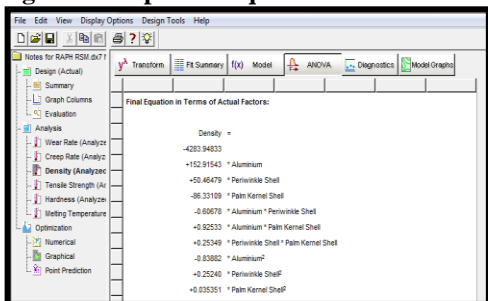 File Edit View Display Options Design Tools Help
Notes for RAPH RSM.dx7 f
Design (Actual)
Summary
Graph Columns
Evaluation
Analysis
Wear Rate (Analyze
Creep Rate (Analyz
Density (Analyzed
Tensile Strength (An
Hardness (Analyzed
Melting Temperature
Optimization
Numerical
Graphical
Point Prediction
yλ Transform Fit Summary f(x) Model ANOVA Diagnostics Model Graphs
Final Equation in Terms of Actual Factors:
Density =
-4283.94833
+152.91543 * Aluminium
+50.46479 * Periwinkle Shell
-86.33109 * Palm Kernel Shell
-0.60678 * Aluminium * Periwinkle Shell
+0.92533 * Aluminium * Palm Kernel Shell
+0.25349 * Periwinkle Shell * Palm Kernel Shell
-0.83882 * Aluminium²
+0.25240 * Periwinkle Shell²
+0.035351 * Palm Kernel Shell²